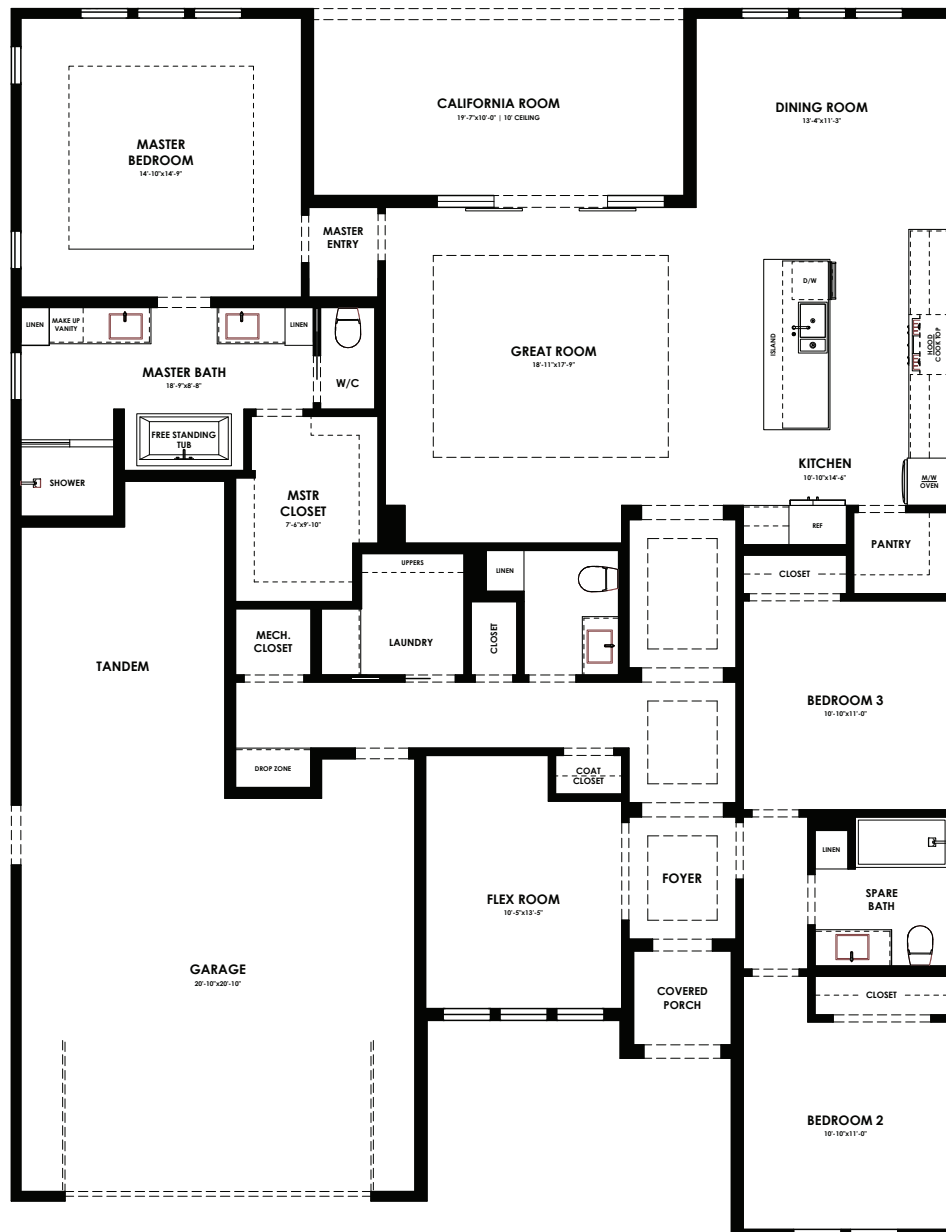 CALIFORNIA ROOM
19'-7"x10'-0" | 10' CEILING
DINING ROOM
13'-4"x11'-3"
MASTER
BEDROOM
14'-10"x14'-9"
MASTER
ENTRY
D/W
ISLAND
HOOD
COOK TOP
LINEN
MAKE UP
VANITY
LINEN
W/C
MASTER BATH
18'-9"x8'-8"
GREAT ROOM
18'-11"x17'-9"
FREE STANDING
TUB
SHOWER
MSTR
CLOSET
7'-6"x9'-10"
KITCHEN
10'-10"x14'-6"
M/W
OVEN
REF
PANTRY
UPPERS
LINEN
CLOSET
MECH.
CLOSET
LAUNDRY
CLOSET
TANDEM
BEDROOM 3
10'-10"x11'-0"
DROP ZONE
COAT
CLOSET
LINEN
FLEX ROOM
10'-5"x13'-5"
FOYER
SPARE
BATH
GARAGE
20'-10"x20'-10"
COVERED
PORCH
CLOSET
BEDROOM 2
10'-10"x11'-0"